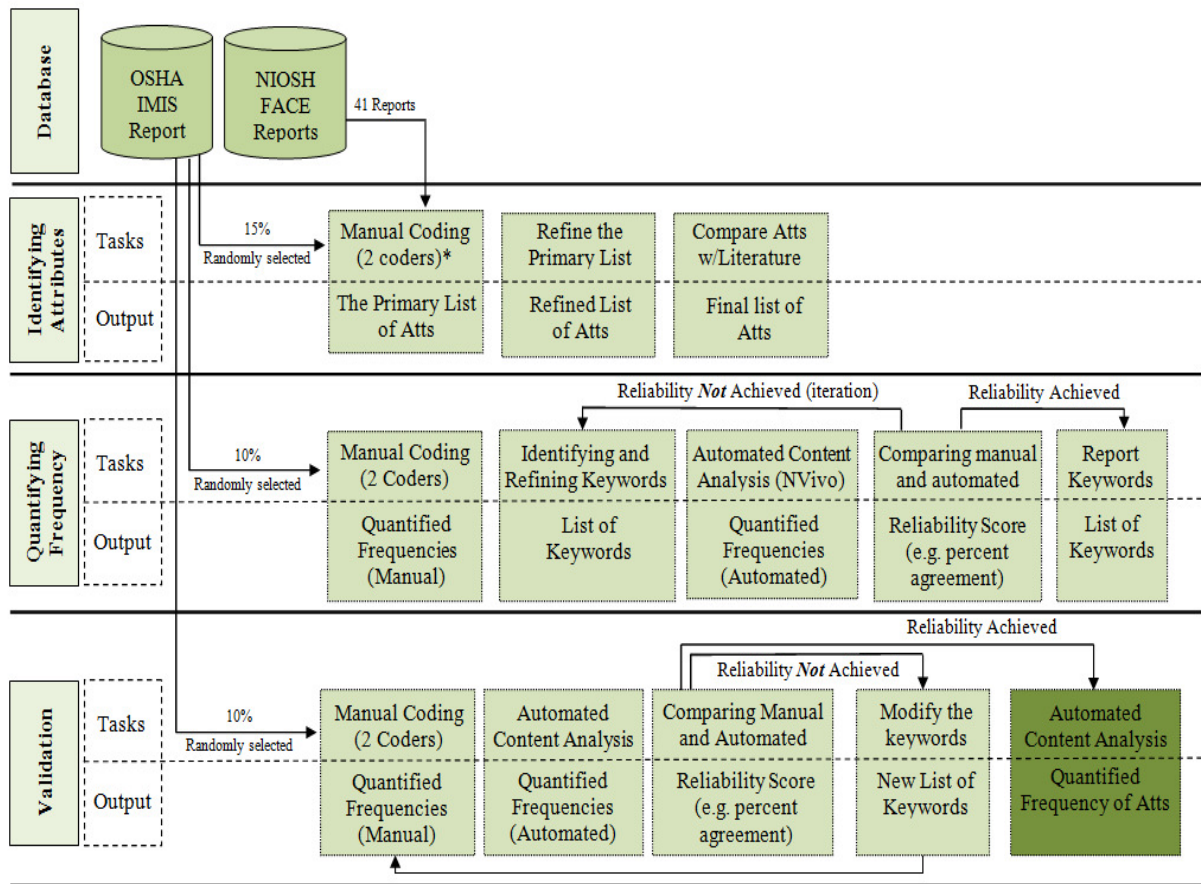 Database
OSHA
IMIS
Report
NIOSH
FACE
Reports
41 Reports
Identifying
Attributes
Tasks
Output
15%
Randomly selected
Manual Coding
(2 coders)*
The Primary List
of Atts
Refine the
Primary List
Refined List
of Atts
Compare Atts
w/Literature
Final list of
Atts
Quantifying
Frequency
Tasks
Output
10%
Randomly selected
Reliability Not Achieved (iteration)
Reliability Achieved
Manual Coding
(2 Coders)
Quantified
Frequencies
(Manual)
Identifying and
Refining Keywords
List of
Keywords
Automated Content
Analysis (NVivo)
Quantified
Frequencies
(Automated)
Comparing manual
and automated
Reliability Score
(e.g. percent
agreement)
Report
Keywords
List of
Keywords
Validation
Tasks
Output
10%
Randomly selected
Reliability Achieved
Reliability Not Achieved
Manual Coding
(2 Coders)
Quantified
Frequencies
(Manual)
Automated
Content Analysis
Quantified
Frequencies
(Automated)
Comparing Manual
and Automated
Reliability Score
(e.g. percent
agreement)
Modify the
keywords
New List of
Keywords
Automated
Content Analysis
Quantified
Frequency of Atts